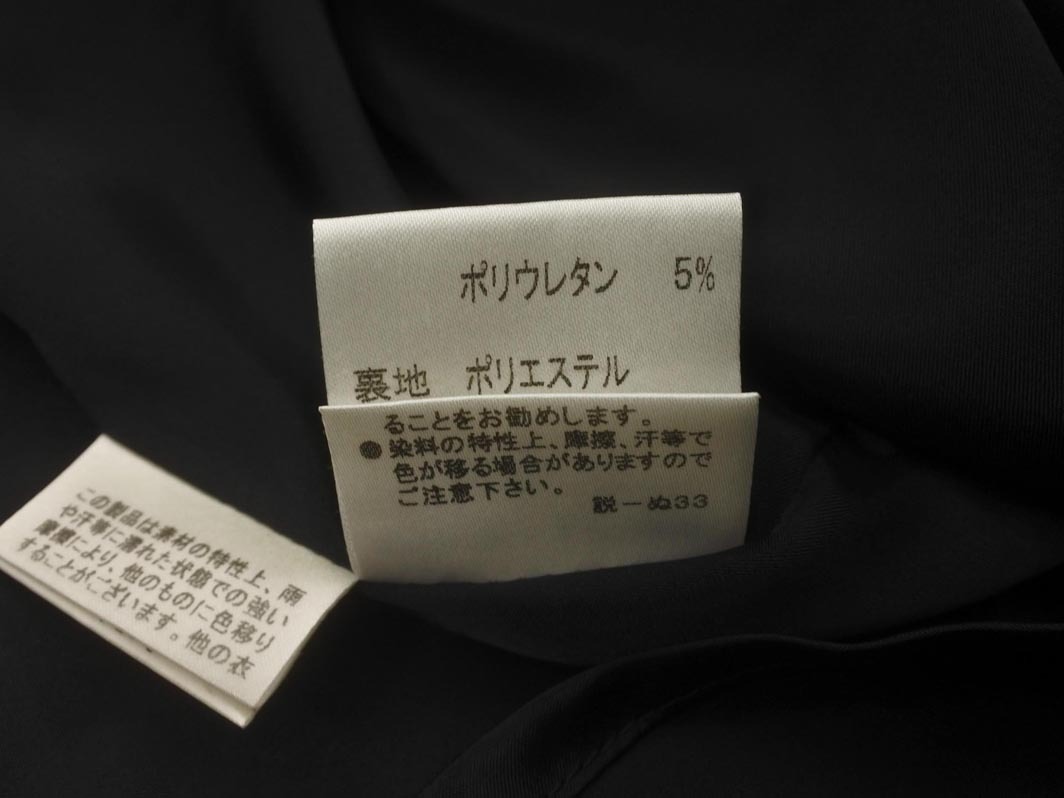 ポリウレタン 5%
裏地 ポリエステル
ることをお勧めします。
●染料の特性上、摩擦、汗等で
色が移る場合がありますので
ご注意下さい。
説ーぬ33
この製品は素材の特性上、雨
や汗等に濡れた状態での強い
摩擦により、他のものに色移り
することがございます。他の衣